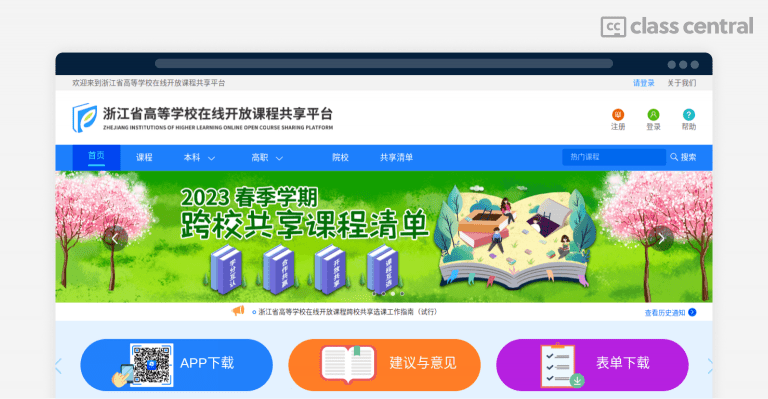 cc class central
欢迎来到浙江省高等学校在线开放课程共享平台
请登录 关于我们
浙江省高等学校在线开放课程共享平台
ZHEJIANG INSTITUTIONS OF HIGHER LEARNING ONLINE OPEN COURSE SHARING PLATFORM
注册 登录 帮助
首页 课程 本科 高职 院校 共享清单 热门课程 搜索
2023 春季学期
跨校共享课程清单
学分互认 合作共赢 开放共享 课程互选
浙江省高等学校在线开放课程跨校共享选课工作指南（试行）
查看历史通知
APP下载 建议与意见 表单下载